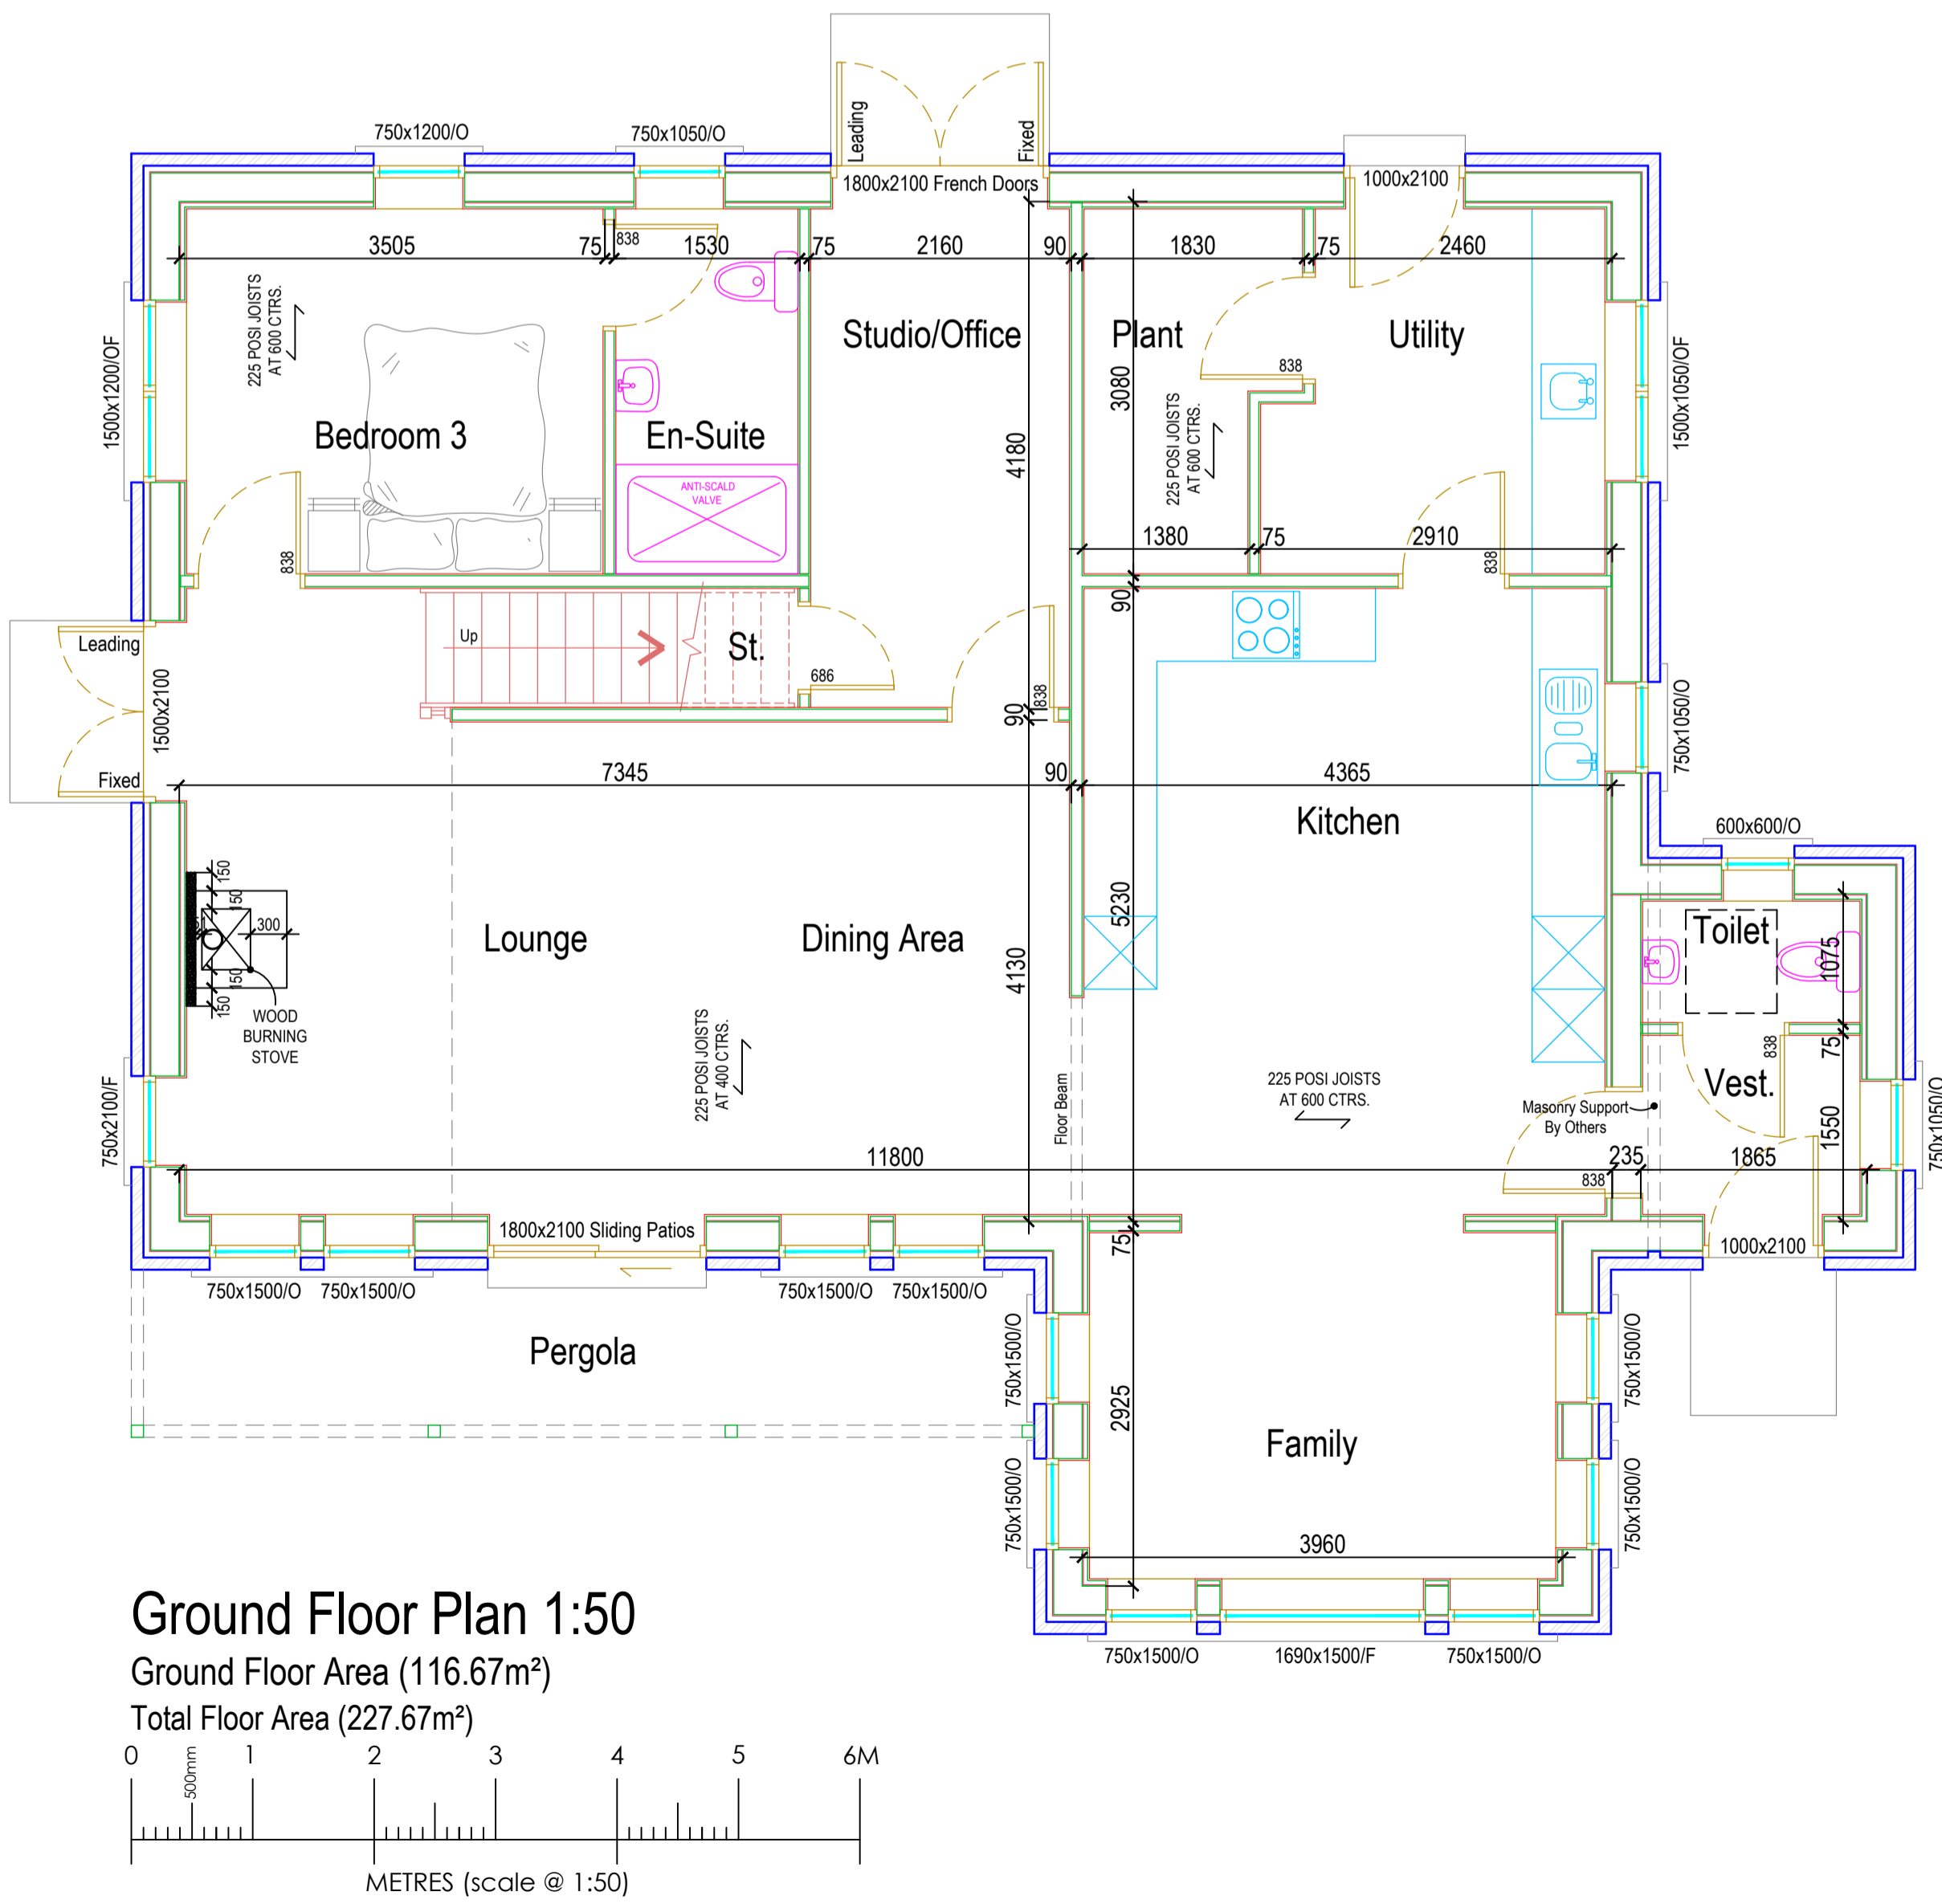 Leading
Fixed
750x1200/O
750x1050/O
1800x2100 French Doors
1000x2100
3505
75
838
1530
75
2160
90
1830
75
2460
225 POSI JOISTS
AT 600 CTRS.
1500x1200/OF
Bedroom 3
En-Suite
ANTI-SCALD
VALVE
Studio/Office
Plant
Utility
838
3080
4180
225 POSI JOISTS
AT 600 CTRS.
1500x1050/OF
1380
75
2910
838
838
90
Leading
1500x2100
Fixed
Up
St.
686
838
90
750x1050/O
7345
90
4365
Kitchen
600x600/O
150
150
300
150
150
WOOD
BURNING
STOVE
Lounge
Dining Area
5230
4130
Toilet
1075
75
838
Vest.
1550
750x2100/F
225 POSI JOISTS
AT 400 CTRS.
Floor Beam
225 POSI JOISTS
AT 600 CTRS.
Masonry Support
By Others
750x1050/O
11800
235
1865
838
1800x2100 Sliding Patios
1000x2100
75
750x1500/O
750x1500/O
750x1500/O
750x1500/O
Pergola
750x1500/O
750x1500/O
2925
Family
750x1500/O
750x1500/O
3960
750x1500/O
1690x1500/F
750x1500/O
Ground Floor Plan 1:50
Ground Floor Area (116.67m²)
Total Floor Area (227.67m²)
0
500mm
1
2
3
4
5
6M
METRES (scale @ 1:50)